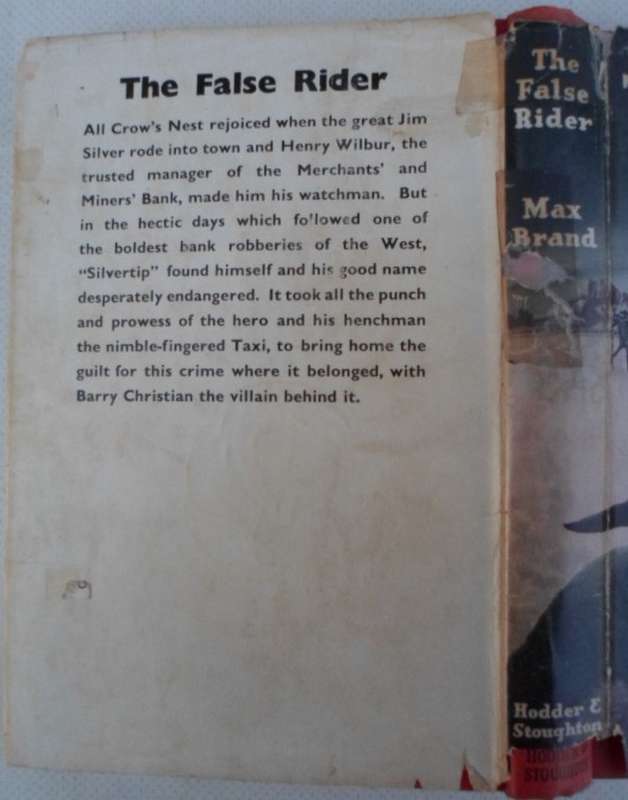 The False Rider
All Crow's Nest rejoiced when the great Jim
Silver rode into town and Henry Wilbur, the
trusted manager of the Merchants' and
Miners' Bank, made him his watchman. But
in the hectic days which fo'lowed one of
the boldest bank robberies of the West,
"Silvertip" found himself and his good name
desperately endangered. It took all the punch
and prowess of the hero and his henchman
the nimble-fingered Taxi, to bring home the
guilt for this crime where it belonged, with
Barry Christian the villain behind it.
The
False
Rider
Max
Brand
Hodder &
Stoughton